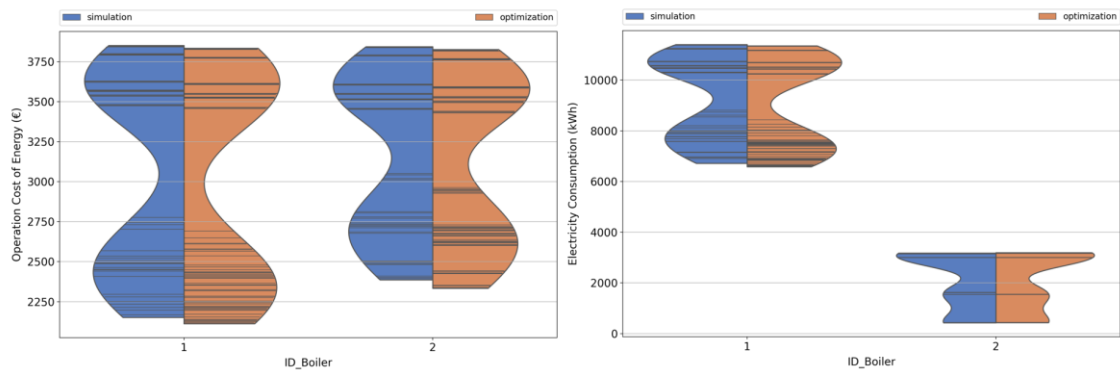 simulation
optimization
Operation Cost of Energy (€)
3750
3500
3250
3000
2750
2500
2250
1
2
ID_Boiler
simulation
optimization
Electricity Consumption (kWh)
10000
8000
6000
4000
2000
0
1
2
ID_Boiler